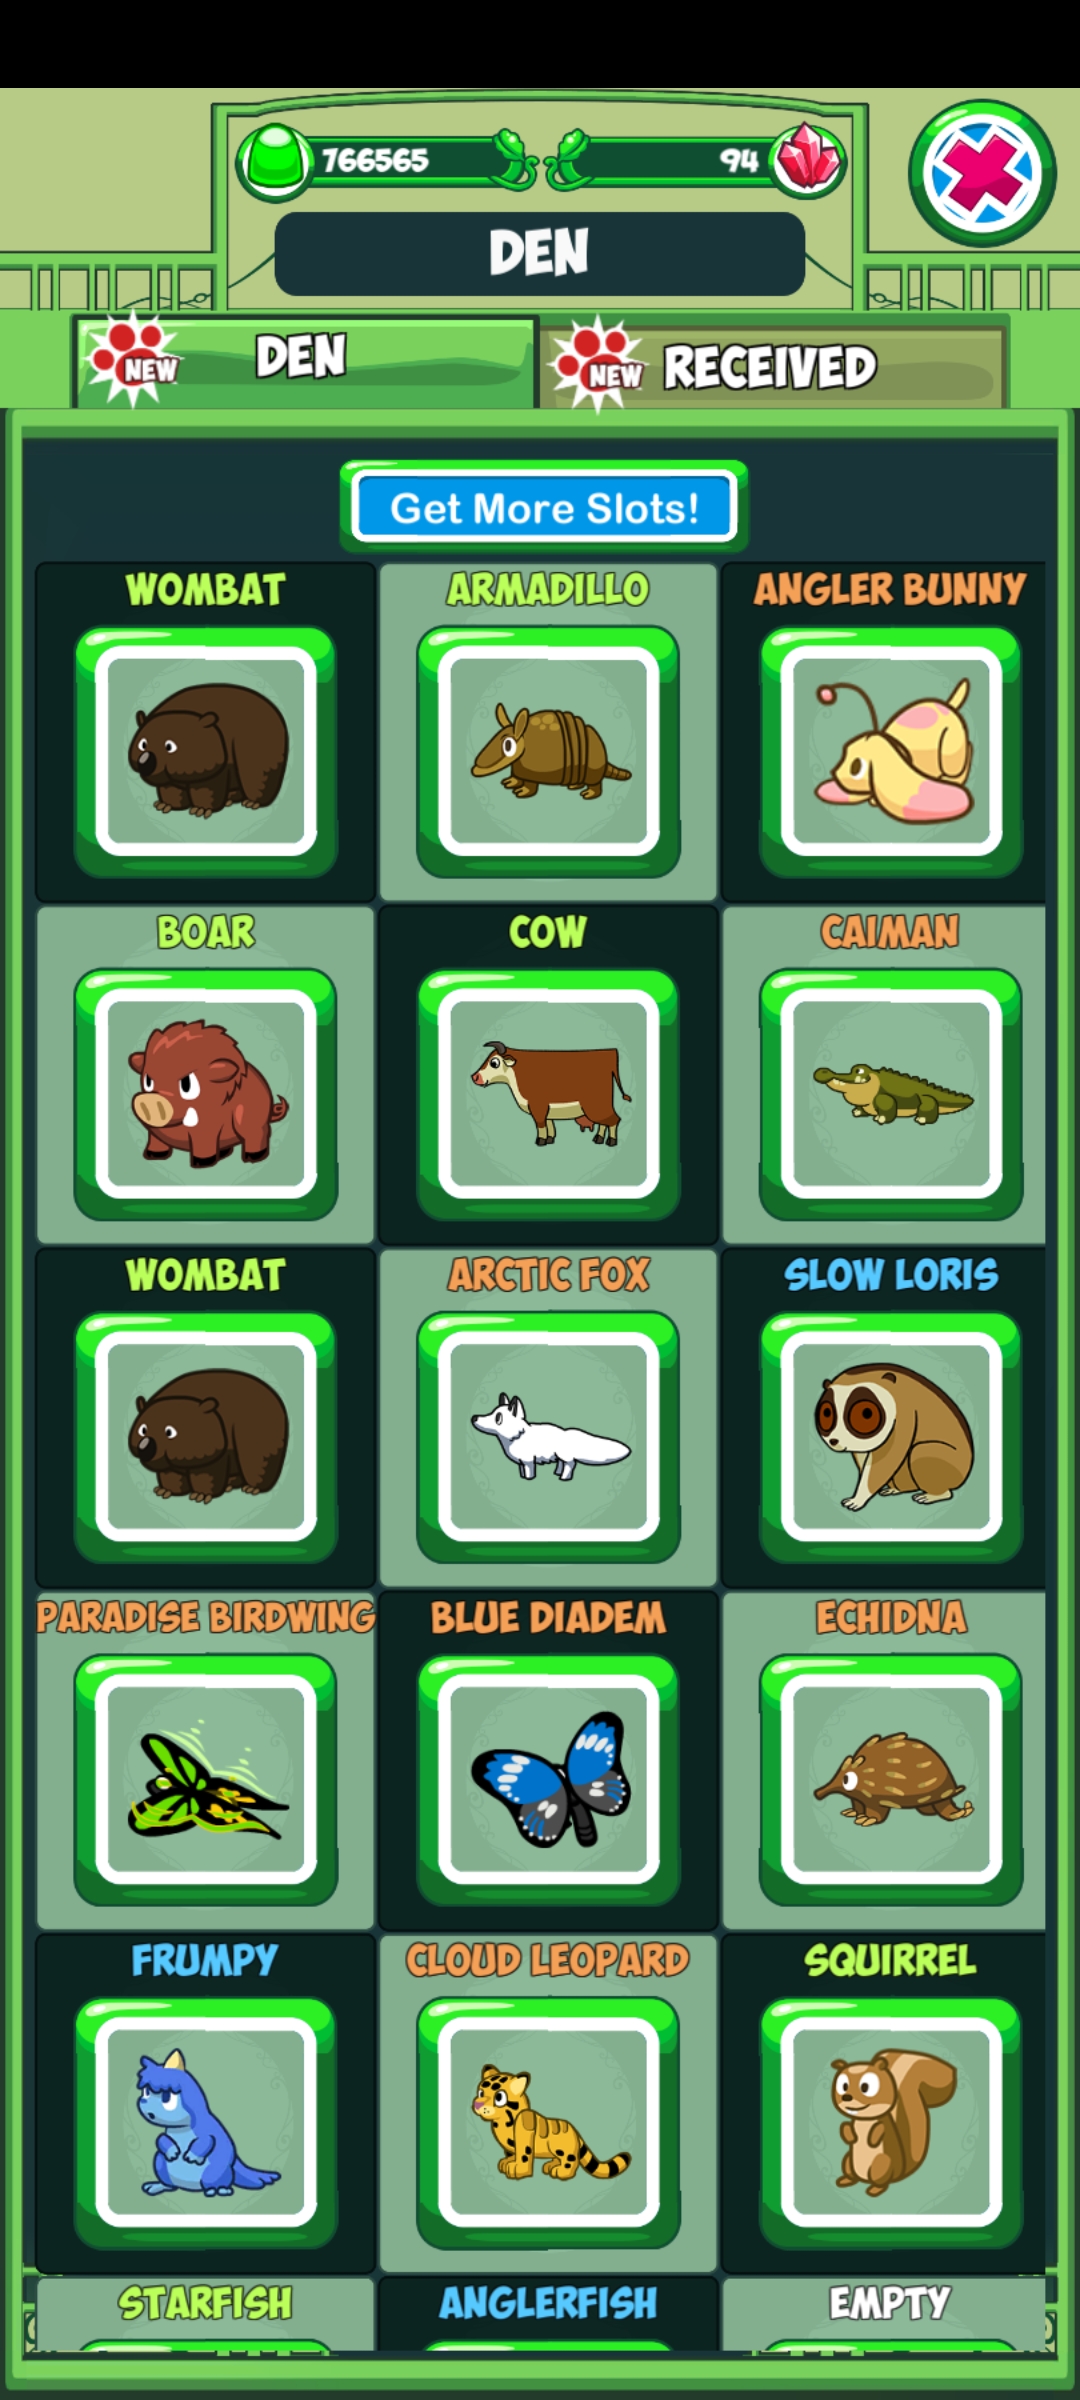 766565
94
DEN
NEW
DEN
NEW
RECEIVED
Get More Slots!
WOMBAT
ARMADILLO
ANGLER BUNNY
BOAR
COW
CAIMAN
WOMBAT
ARCTIC FOX
SLOW LORIS
PARADISE BIRDWING
BLUE DIADEM
ECHIDNA
FRUMPY
CLOUD LEOPARD
SQUIRREL
STARFISH
ANGLERFISH
EMPTY